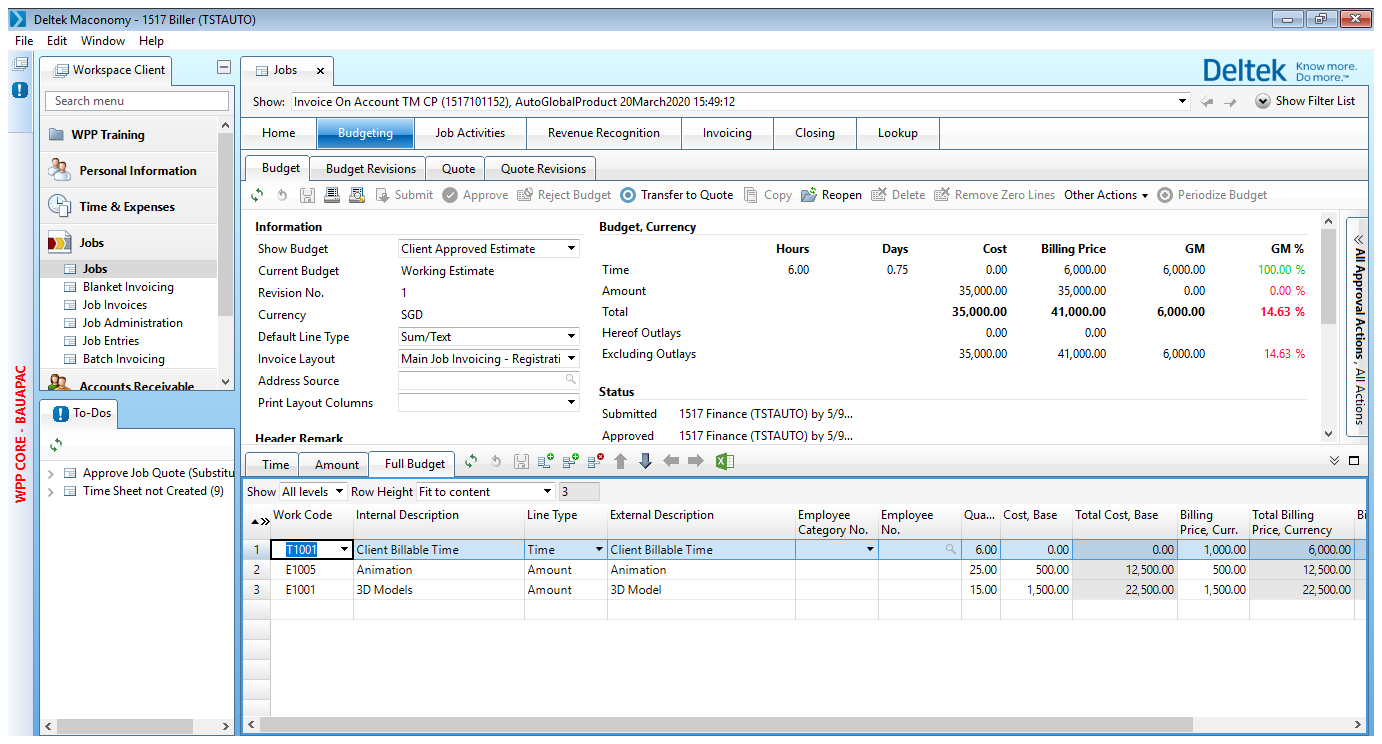 Deltek Maconomy - 1517 Biller (TSTAUTO)
File Edit Window Help
Workspace Client
Search menu
WPP Training
Personal Information
Time & Expenses
Jobs
Jobs
Blanket Invoicing
Job Invoices
Job Administration
Job Entries
Batch Invoicing
Accounts Receivable
To-Dos
Approve Job Quote (Substitu
Time Sheet not Created (9)
WPP CORE - BAUAPAC
Jobs
Deltek Know more.
Do more.™
Show: Invoice On Account TM CP (1517101152), AutoGlobalProduct 20March2020 15:49:12 Show Filter List
Home Budgeting Job Activities Revenue Recognition Invoicing Closing Lookup
Budget Budget Revisions Quote Quote Revisions
Submit Approve Reject Budget Transfer to Quote Copy Reopen Delete Remove Zero Lines Other Actions Periodize Budget
Information
Show Budget Client Approved Estimate
Current Budget Working Estimate
Revision No. 1
Currency SGD
Default Line Type Sum/Text
Invoice Layout Main Job Invoicing - Registrati
Address Source
Print Layout Columns
Header Remark
Budget, Currency
Hours Days Cost Billing Price GM GM %
Time 6.00 0.75 0.00 6,000.00 6,000.00 100.00 %
Amount 35,000.00 35,000.00 0.00 0.00 %
Total 35,000.00 41,000.00 6,000.00 14.63 %
Hereof Outlays 0.00 0.00
Excluding Outlays 35,000.00 41,000.00 6,000.00 14.63 %
Status
Submitted 1517 Finance (TSTAUTO) by 5/9...
Approved 1517 Finance (TSTAUTO) by 5/9...
All Approval Actions , All Actions
Time Amount Full Budget
Show All levels Row Height Fit to content 3
Work Code Internal Description Line Type External Description Employee Category No. Employee No. Qua... Cost, Base Total Cost, Base Billing Price, Curr. Total Billing Price, Currency Bi
1 T1001 Client Billable Time Time Client Billable Time 6.00 0.00 0.00 1,000.00 6,000.00
2 E1005 Animation Amount Animation 25.00 500.00 12,500.00 500.00 12,500.00
3 E1001 3D Models Amount 3D Model 15.00 1,500.00 22,500.00 1,500.00 22,500.00